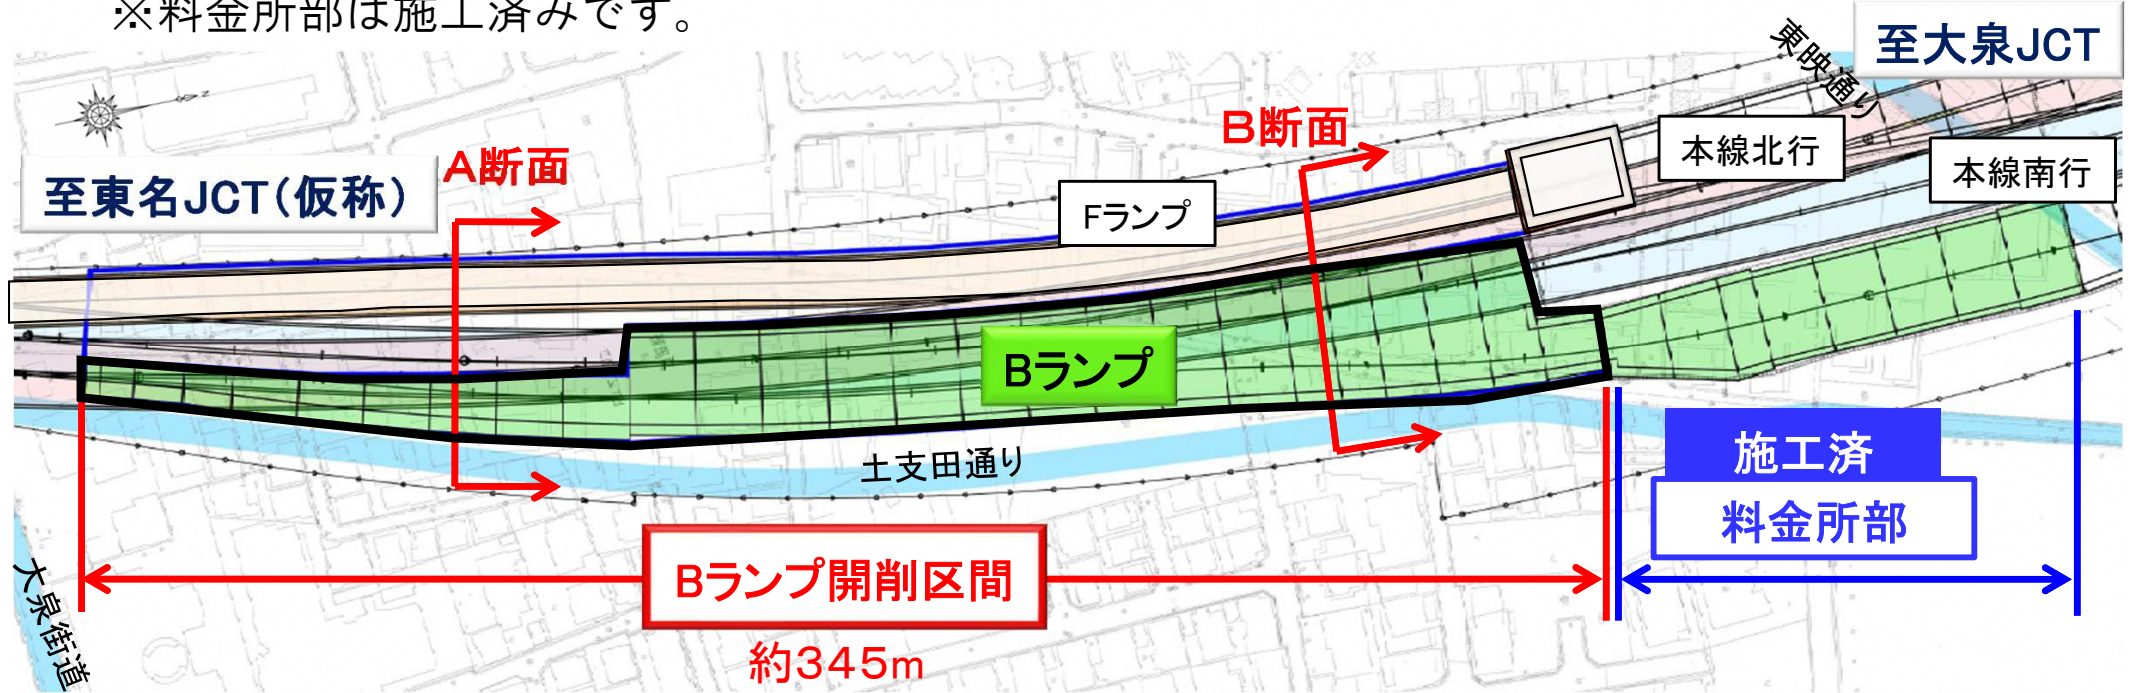 ※料金所部は施工済みです。
至大泉JCT
東映通り
B断面
本線北行
A断面
本線南行
至東名JCT(仮称)
Fランプ
Bランプ
土支田通り
施工済
料金所部
Bランプ開削区間
大泉街道
約345m